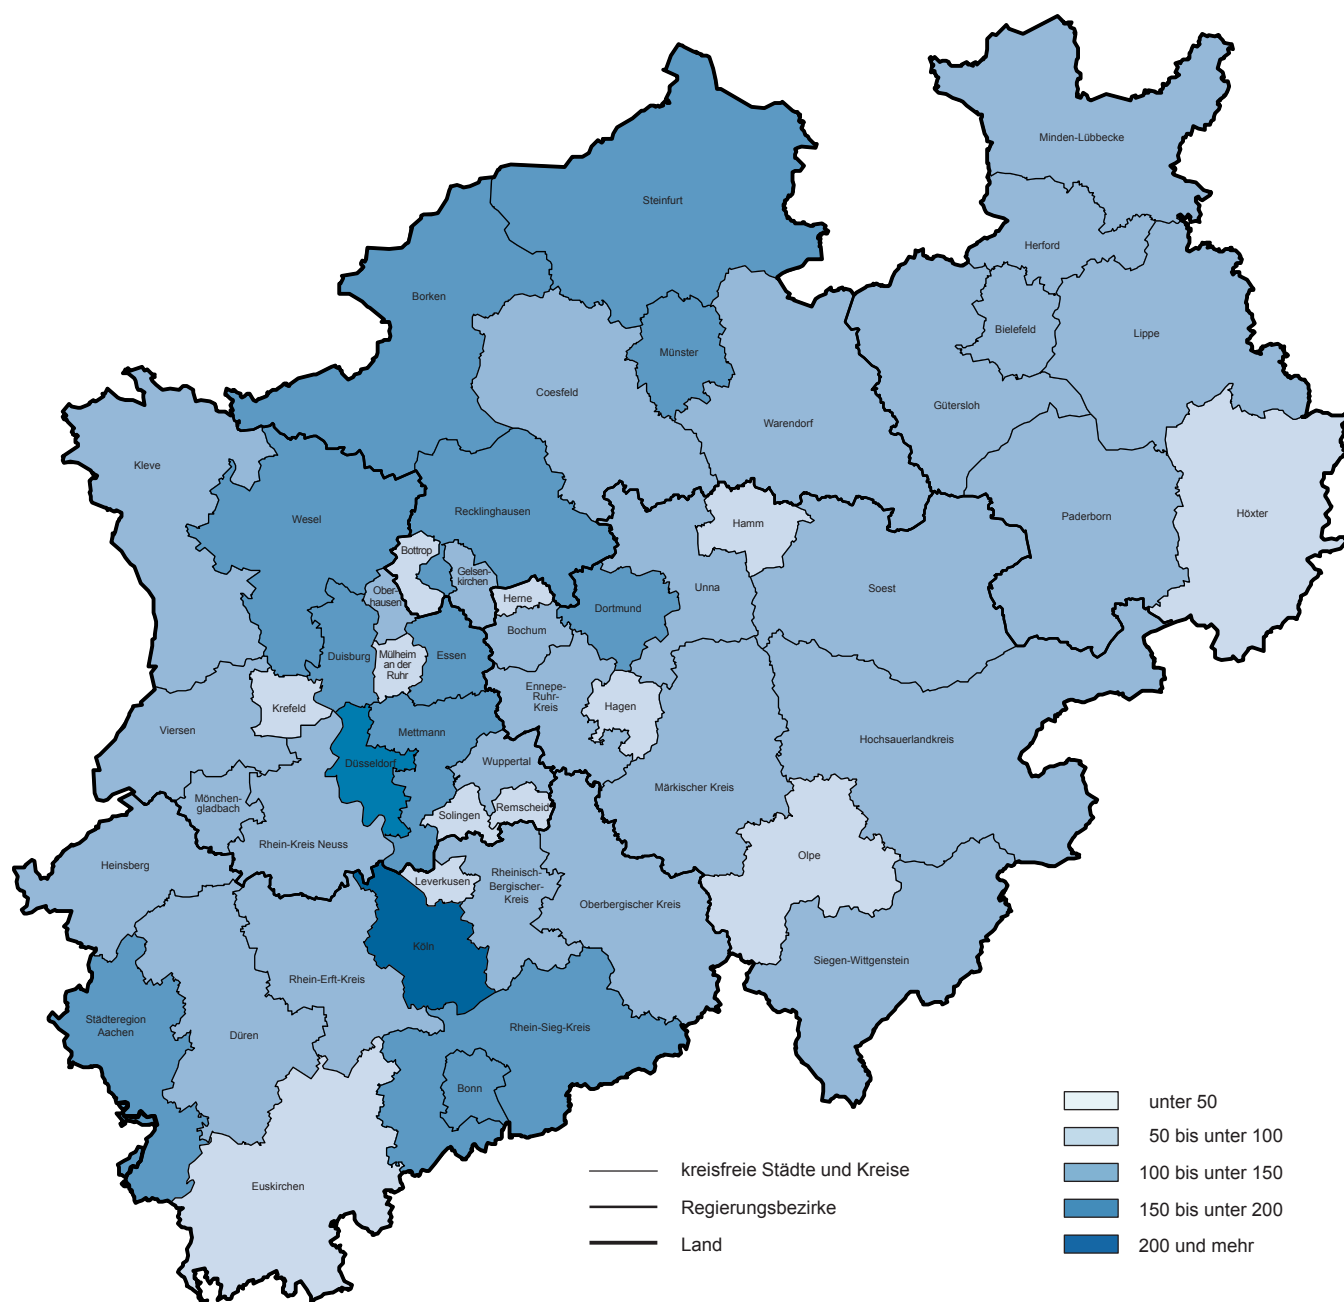 Minden-Lübbecke
Steinfurt
Herford
Borken
Bielefeld
Lippe
Münster
Coesfeld
Gütersloh
Warendorf
Kleve
Wesel
Recklinghausen
Hamm
Paderborn
Höxter
Bottrop
Gelsen-
kirchen
Ober-
hausen
Herne
Dortmund
Unna
Soest
Bochum
Duisburg
Mülheim
an der
Ruhr
Essen
Ennepe-
Ruhr-
Kreis
Hagen
Krefeld
Viersen
Mettmann
Hochsauerlandkreis
Düsseldorf
Wuppertal
Märkischer Kreis
Mönchen-
gladbach
Solingen
Remscheid
Rhein-Kreis Neuss
Olpe
Heinsberg
Leverkusen
Rheinisch-
Bergischer-
Kreis
Oberbergischer Kreis
Köln
Siegen-Wittgenstein
Rhein-Erft-Kreis
Städteregion
Aachen
Düren
Rhein-Sieg-Kreis
Bonn
Euskirchen
kreisfreie Städte und Kreise
Regierungsbezirke
Land
unter 50
50 bis unter 100
100 bis unter 150
150 bis unter 200
200 und mehr